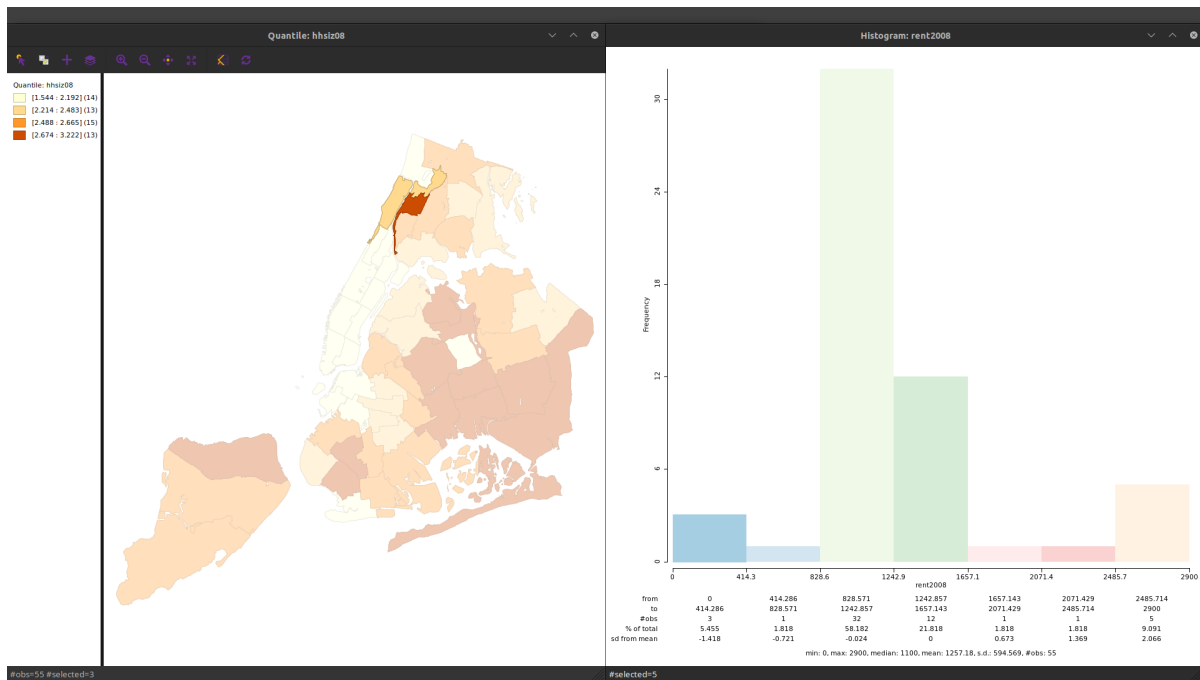 Quantile: hhsiz08
Histogram: rent2008
Quantile: hhsiz08
[1.544 : 2.192] (14)
[2.214 : 2.483] (13)
[2.488 : 2.665] (15)
[2.674 : 3.222] (13)
Frequency
0
6
12
18
24
30
0 414.3 828.6 1242.9 1657.1 2071.4 2485.7 2900
rent2008
from 0 414.286 828.571 1242.857 1657.143 2071.429 2485.714
to 414.286 828.571 1242.857 1657.143 2071.429 2485.714 2900
#obs 3 1 32 12 1 1 5
% of total 5.455 1.818 58.182 21.818 1.818 1.818 9.091
sd from mean -1.418 -0.721 -0.024 0 0.673 1.369 2.066
min: 0, max: 2900, median: 1100, mean: 1257.18, s.d.: 594.569, #obs: 55
#obs=55 #selected=3
#selected=5